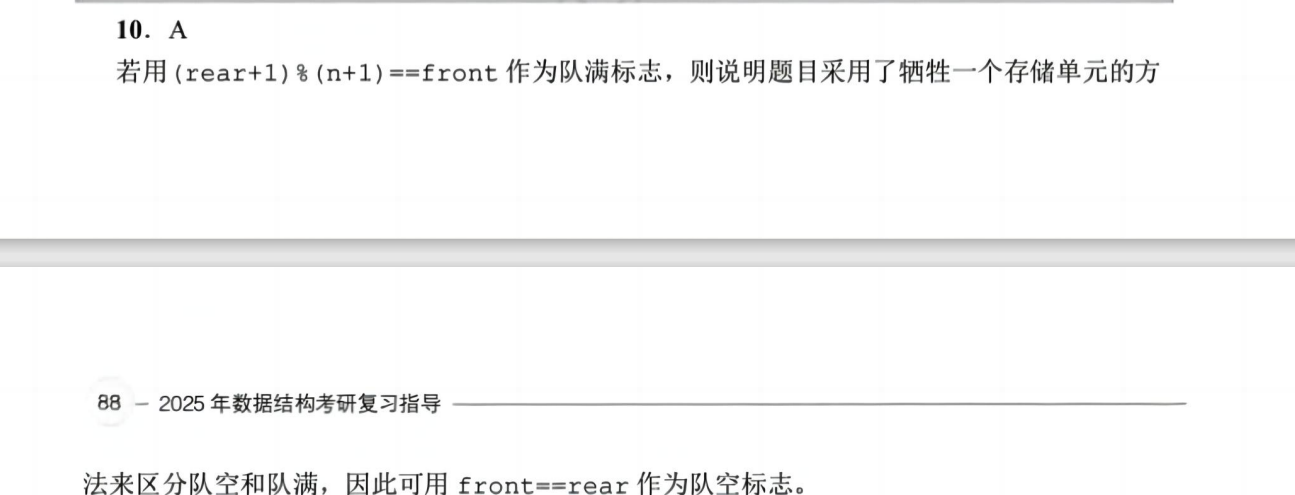 10. A
若用(rear+1)%(n+1)==front 作为队满标志，则说明题目采用了牺牲一个存储单元的方
88 — 2025 年数据结构考研复习指导
法来区分队空和队满，因此可用 front==rear 作为队空标志。